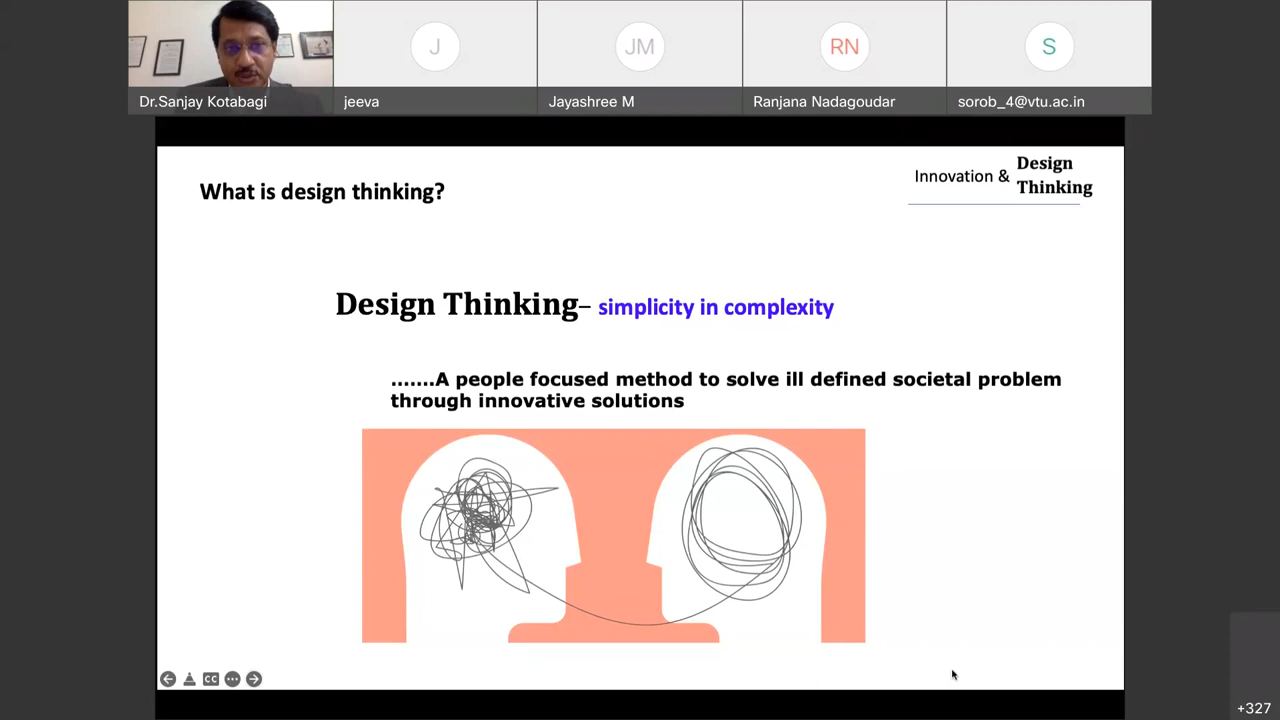 J
JM
RN
S
Dr.Sanjay Kotabagi
jeeva
Jayashree M
Ranjana Nadagoudar
sorob_4@vtu.ac.in
What is design thinking?
Innovation & Design
Thinking
Design Thinking– simplicity in complexity
.......A people focused method to solve ill defined societal problem
through innovative solutions
CC
+327